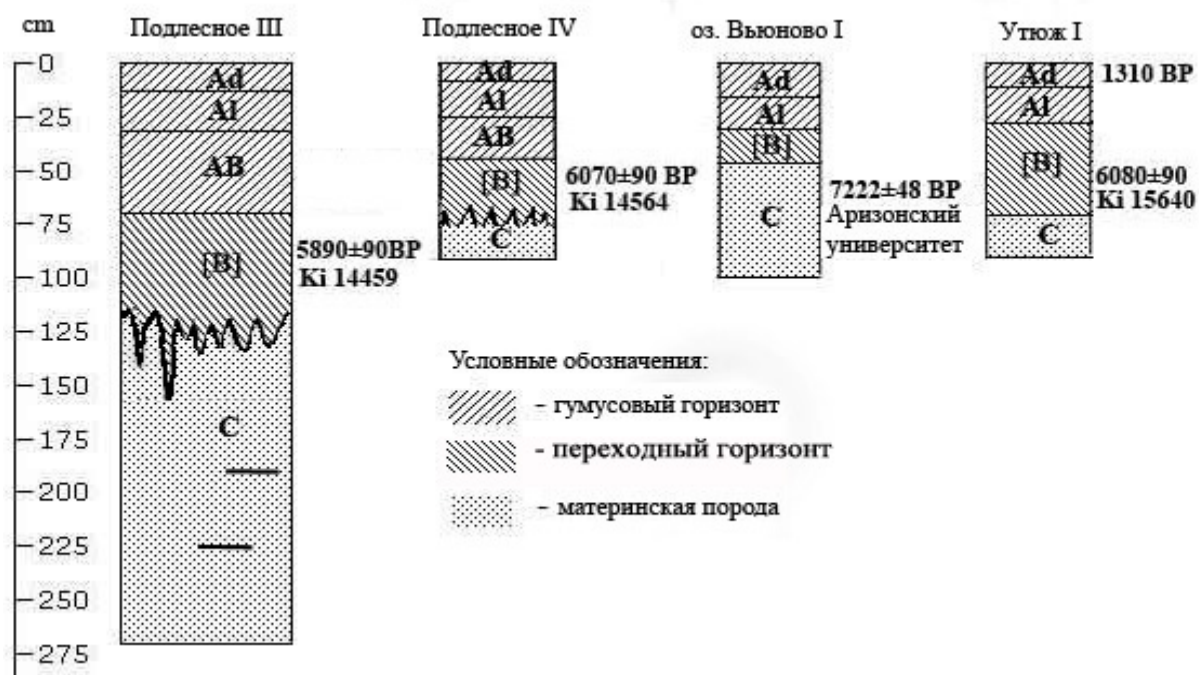 cm
Подлесное III
Подлесное IV
оз. Вьюново I
Утюж I
0
25
50
75
100
125
150
175
200
225
250
275
Ad
Al
AB
[B]
C
5890±90BP
Ki 14459
Ad
Al
AB
[B]
C
6070±90 BP
Ki 14564
Ad
Al
[B]
C
7222±48 BP
Аризонский
университет
Ad
Al
[B]
C
1310 BP
6080±90
Ki 15640
Условные обозначения:
- гумусовый горизонт
- переходный горизонт
- материнская порода